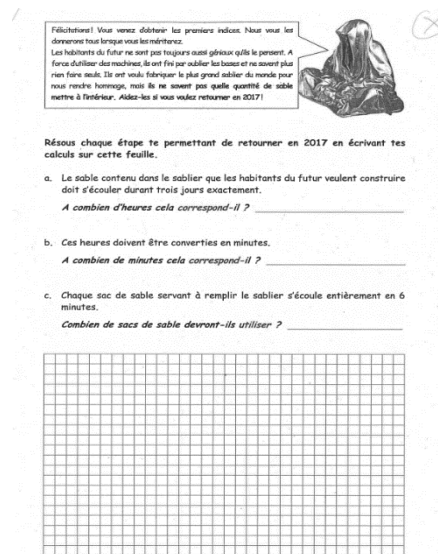 Félicitations! Vous venez d'obtenir les premiers indices. Nous vous les
donnerons tous lorsque vous les mériterez.
Les habitants du futur ne sont pas toujours aussi géniaux qu'ils le pensent. A
force d'utiliser des machines, ils ont fini par oublier les bases et ne savent plus
rien faire seuls. Ils ont voulu fabriquer le plus grand sablier du monde pour
nous rendre hommage, mais ils ne savent pas quelle quantité de sable
mettre à l'intérieur. Aidez-les si vous voulez retourner en 2017!
Résous chaque étape te permettant de retourner en 2017 en écrivant tes
calculs sur cette feuille.
a. Le sable contenu dans le sablier que les habitants du futur veulent construire
doit s'écouler durant trois jours exactement.
A combien d'heures cela correspond-il ?
b. Ces heures doivent être converties en minutes.
A combien de minutes cela correspond-il ?
c. Chaque sac de sable servant à remplir le sablier s'écoule entièrement en 6
minutes.
Combien de sacs de sable devront-ils utiliser ?